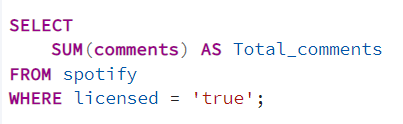 SELECT
    SUM(comments) AS Total_comments
FROM spotify
WHERE licensed = 'true';